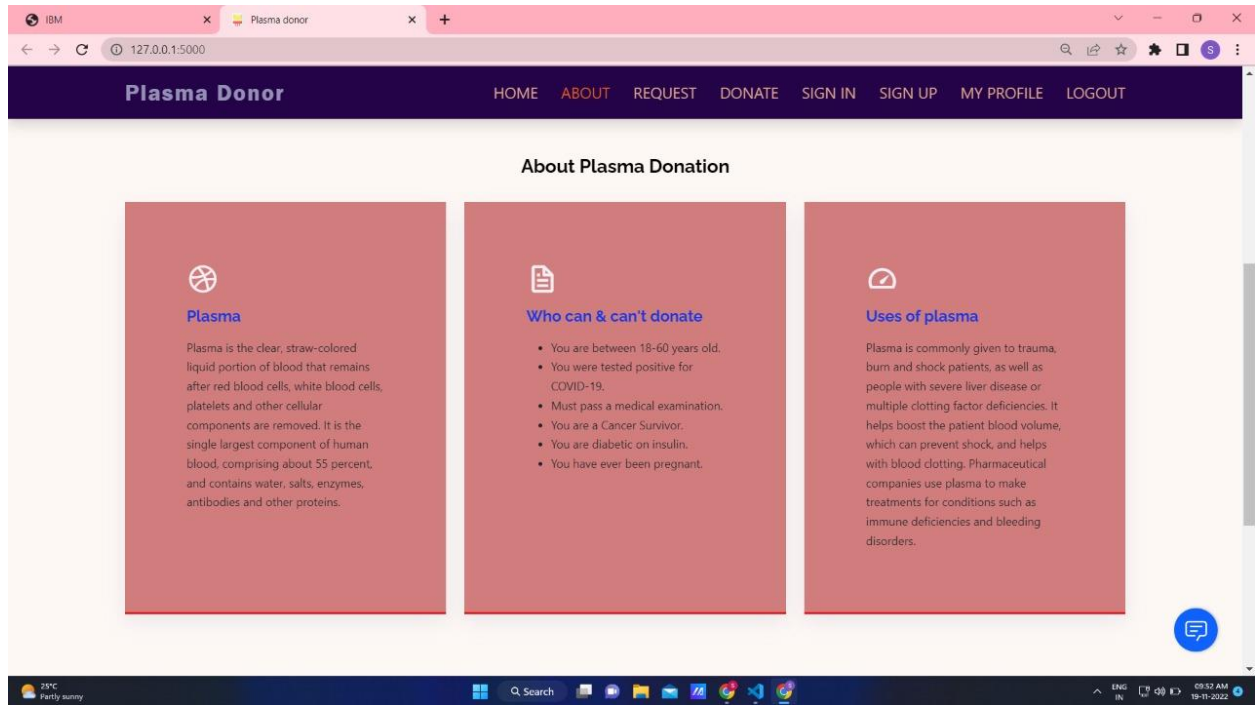 IBM
Plasma donor
127.0.0.1:5000
S
Plasma Donor
HOME ABOUT REQUEST DONATE SIGN IN SIGN UP MY PROFILE LOGOUT
About Plasma Donation
Plasma
Plasma is the clear, straw-colored
liquid portion of blood that remains
after red blood cells, white blood cells,
platelets and other cellular
components are removed. It is the
single largest component of human
blood, comprising about 55 percent,
and contains water, salts, enzymes,
antibodies and other proteins.
Who can & can't donate
• You are between 18-60 years old.
• You were tested positive for
COVID-19.
• Must pass a medical examination.
• You are a Cancer Survivor.
• You are diabetic on insulin.
• You have ever been pregnant.
Uses of plasma
Plasma is commonly given to trauma,
burn and shock patients, as well as
people with severe liver disease or
multiple clotting factor deficiencies. It
helps boost the patient blood volume,
which can prevent shock, and helps
with blood clotting. Pharmaceutical
companies use plasma to make
treatments for conditions such as
immune deficiencies and bleeding
disorders.
25°C
Partly sunny
Search
ENG
IN
09:52 AM
19-11-2022